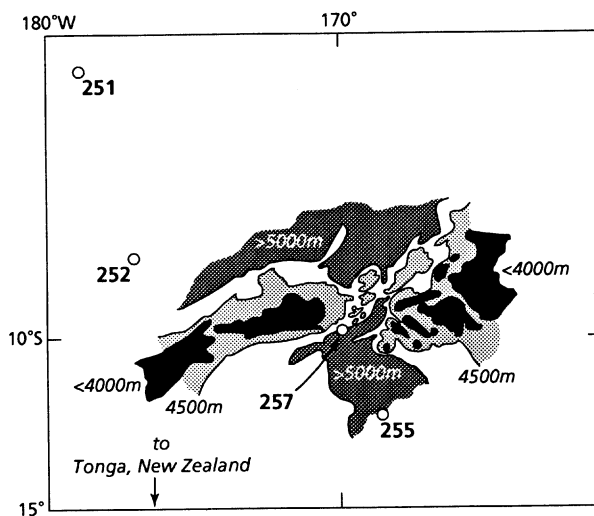 180°W
170°
251
>5000m
252
<4000m
10°S
>5000m
<4000m
4500m
4500m
257
255
to
Tonga, New Zealand
15°